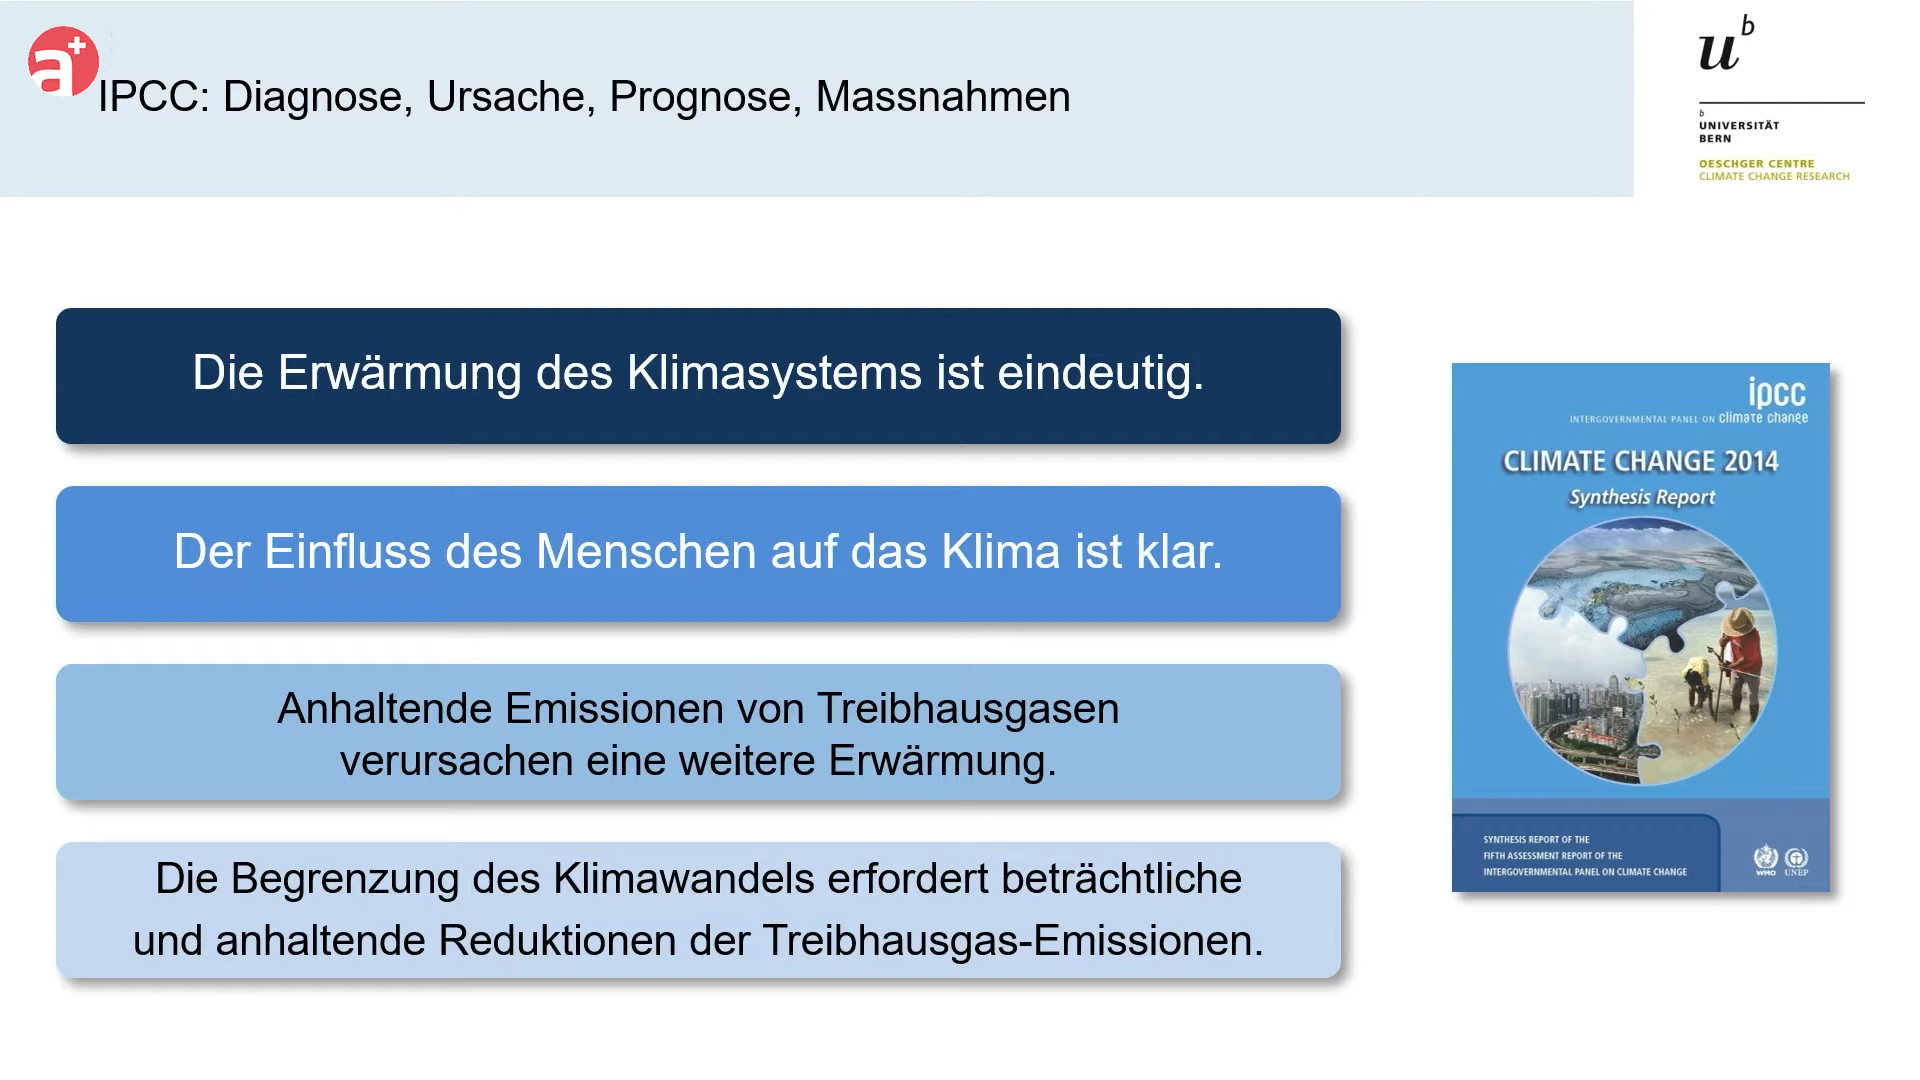 a+
IPCC: Diagnose, Ursache, Prognose, Massnahmen
u b
b
UNIVERSITÄT
BERN
OESCHGER CENTRE
CLIMATE CHANGE RESEARCH
Die Erwärmung des Klimasystems ist eindeutig.
Der Einfluss des Menschen auf das Klima ist klar.
Anhaltende Emissionen von Treibhausgasen
verursachen eine weitere Erwärmung.
Die Begrenzung des Klimawandels erfordert beträchtliche
und anhaltende Reduktionen der Treibhausgas-Emissionen.
ipcc
INTERGOVERNMENTAL PANEL ON climate change
CLIMATE CHANGE 2014
Synthesis Report
SYNTHESIS REPORT OF THE
FIFTH ASSESSMENT REPORT OF THE
INTERGOVERNMENTAL PANEL ON CLIMATE CHANGE
WMO UNEP